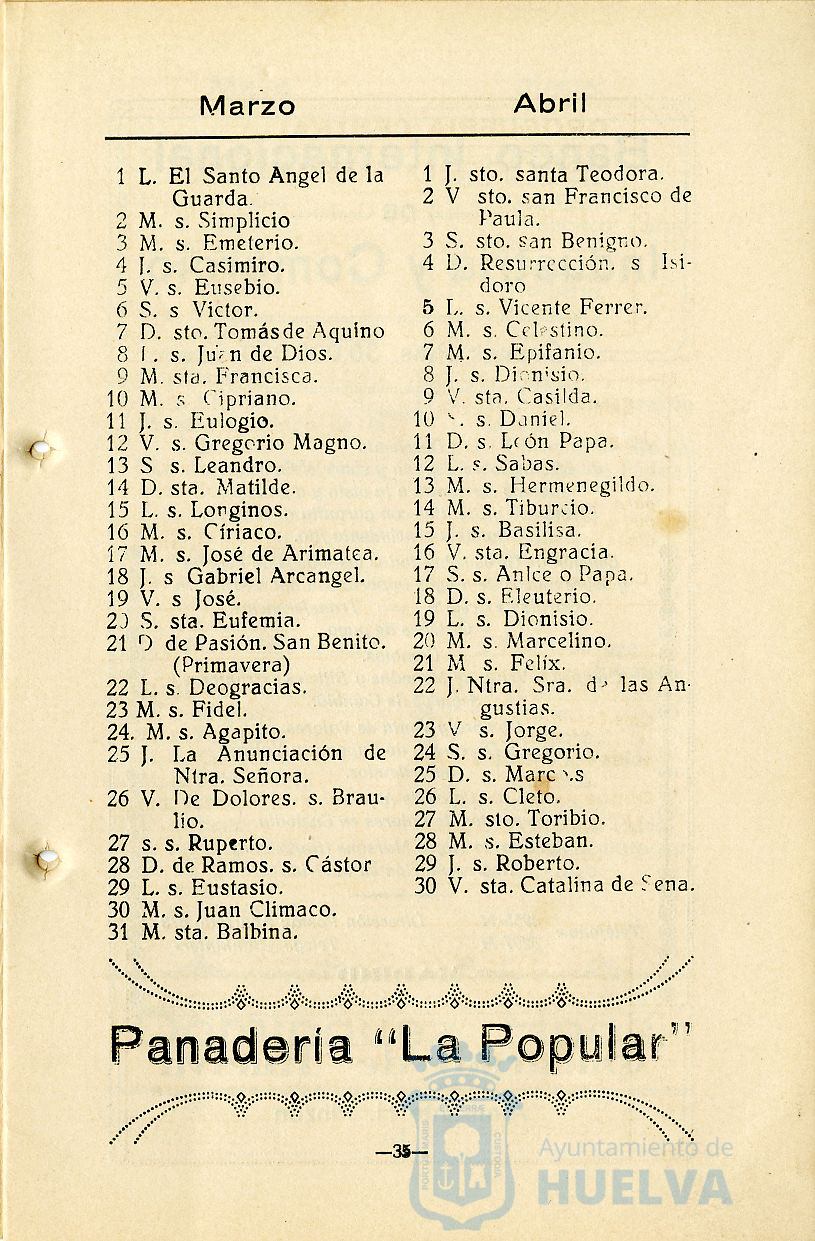 Marzo
1 L. El Santo Angel de la
Guarda.
2 M. s. Simplicio
3 M. s. Emeterio.
4 J. s. Casimiro.
5 V. s. Eusebio.
6 S. s Victor.
7 D. sto. Tomásde Aquino
8 L. s. Juan de Dios.
9 M. sta. Francisca.
10 M. s Cipriano.
11 J. s. Eulogio.
12 V. s. Gregorio Magno.
13 S s. Leandro.
14 D. sta. Matilde.
15 L. s. Longinos.
16 M. s. Círiaco.
17 M. s. José de Arimatea.
18 J. s Gabriel Arcangel.
19 V. s José.
20 S. sta. Eufemia.
21 D de Pasión. San Benito.
(Primavera)
22 L. s. Deogracias.
23 M. s. Fidel.
24. M. s. Agapito.
25 J. La Anunciación de
Ntra. Señora.
26 V. De Dolores. s. Brau-
lio.
27 s. s. Ruperto.
28 D. de Ramos. s. Cástor
29 L. s. Eustasio.
30 M. s. Juan Climaco.
31 M. sta. Balbina.
Abril
1 J. sto. santa Teodora.
2 V sto. san Francisco de
Paula.
3 S. sto. san Benigno.
4 D. Resurrección. s Isi-
doro
5 L. s. Vicente Ferrer.
6 M. s. Celestino.
7 M. s. Epifanio.
8 J. s. Dionisio.
9 V. sta. Casilda.
10 s. Daniel.
11 D. s. León Papa.
12 L. s. Sabas.
13 M. s. Hermenegildo.
14 M. s. Tiburcio.
15 J. s. Basilisa.
16 V. sta. Engracia.
17 S. s. Papa.
18 D. s. Eleuterio.
19 L. s. Dionisio.
20 M. s. Marcelino.
21 M s. Felíx.
22 J. Ntra. Sra. de las An-
gustias.
23 V s. Jorge.
24 S. s. Gregorio.
25 D. s. Marcos
26 L. s. Cleto.
27 M. sto. Toribio.
28 M. s. Esteban.
29 J. s. Roberto.
30 V. sta. Catalina de Sena.
Panadería "La Popular"
—35—
Ayuntamiento de
HUELVA